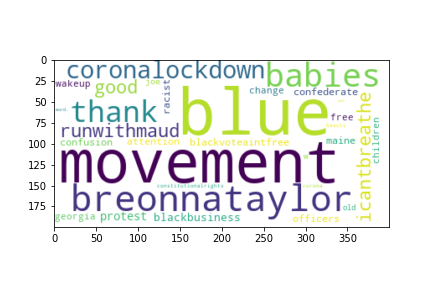 0
25
50
75
100
125
150
175
0 50 100 150 200 250 300 350
coronalockdown
babies
wakeup
good
job
racist
change
confederate
thank
blue
free
runwithmaud
icantbreathe
children
confusion
attention
blackvoteaintfree
maine
movement
constitutionalrights
breonnataylor
old
georgia
protest
blackbusiness
officers